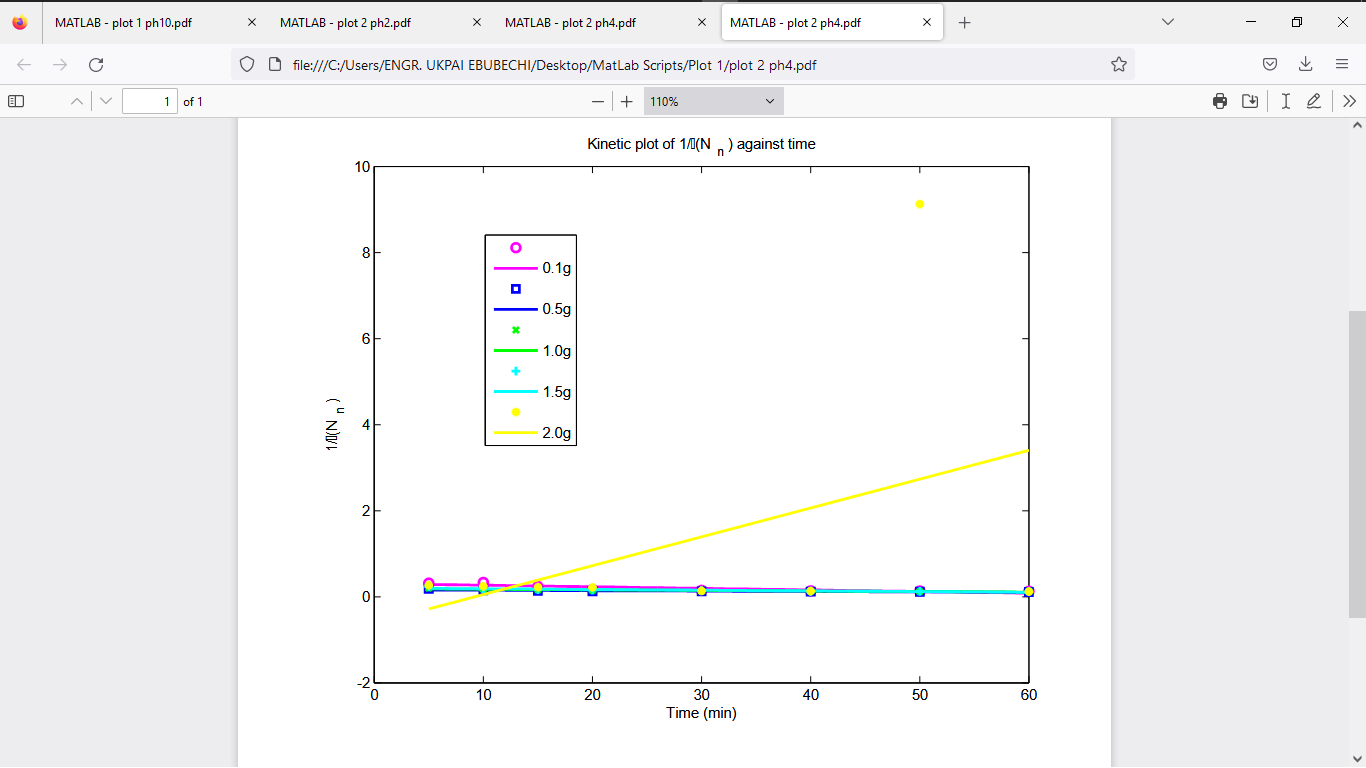 MATLAB - plot 1 ph10.pdf
MATLAB - plot 2 ph2.pdf
MATLAB - plot 2 ph4.pdf
MATLAB - plot 2 ph4.pdf
file:///C:/Users/ENGR. UKPAI EBUBECHI/Desktop/MatLab Scripts/Plot 1/plot 2 ph4.pdf
1 of 1
110%
Kinetic plot of 1/▯(N n ) against time
10
8
6
4
2
0
-2
1/▯(N n )
0.1g
0.5g
1.0g
1.5g
2.0g
0 10 20 30 40 50 60
Time (min)